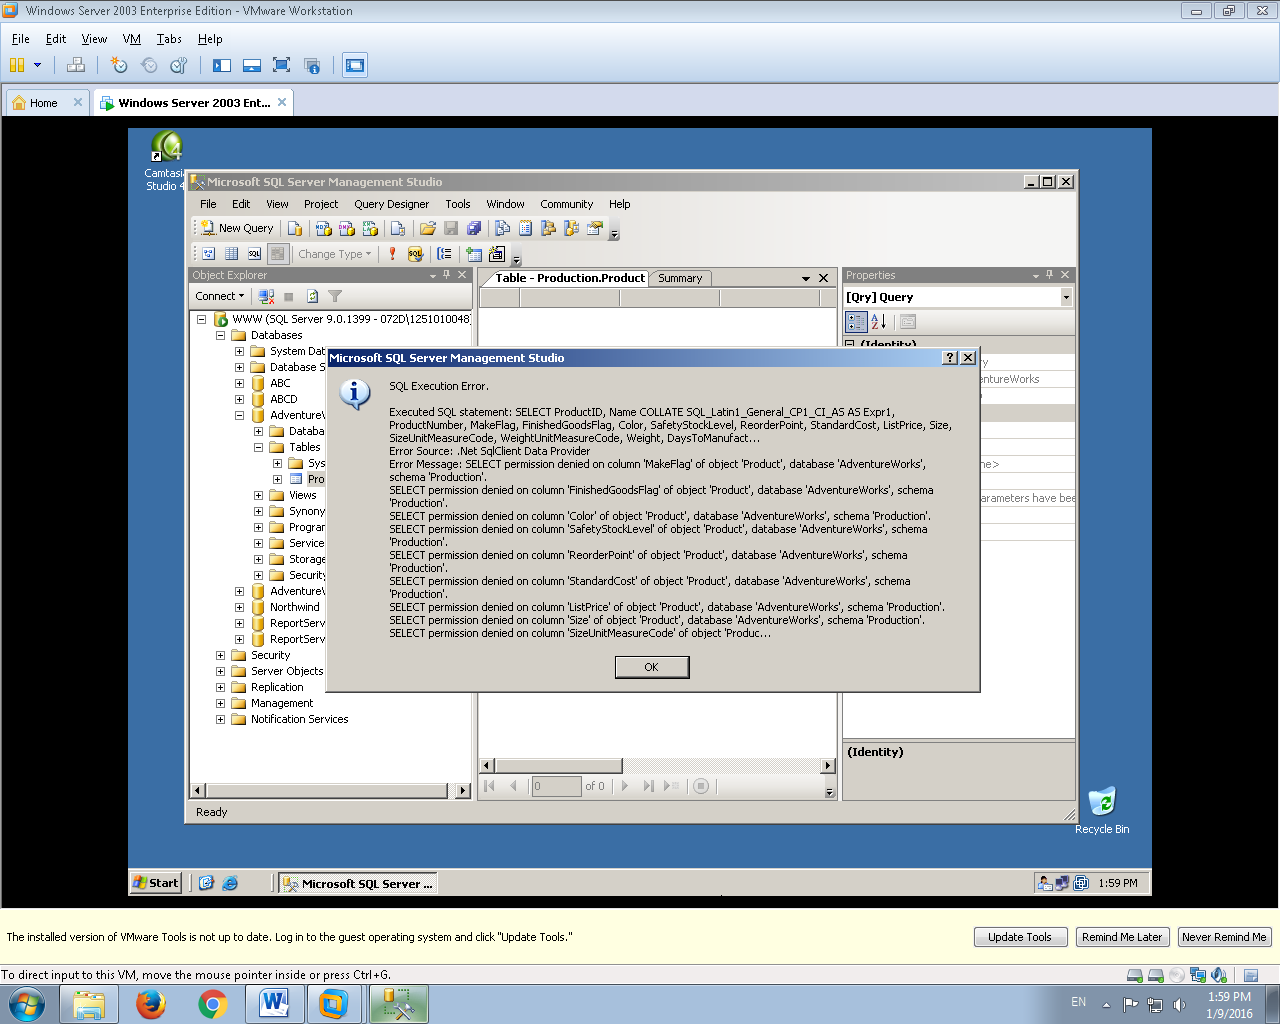 Windows Server 2003 Enterprise Edition - VMware Workstation
File Edit View VM Tabs Help
Home
Windows Server 2003 Ent...
Camtasia
Studio 4
Microsoft SQL Server Management Studio
File Edit View Project Query Designer Tools Window Community Help
New Query
Change Type
Object Explorer
Table - Production.Product Summary
Properties
Connect
[Qry] Query
WWW (SQL Server 9.0.1399 - 072D\1251010048
(Identity)
Databases
System Dat
Database S
ABC
ABCD
Adventure
Databa
Tables
Sys
Pro
Views
Synony
Program
Service
Storage
Security
Adventure
Northwind
ReportServ
ReportServ
Security
Server Objects
Replication
Management
Notification Services
ntureWorks
ne>
arameters have bee
Microsoft SQL Server Management Studio
SQL Execution Error.
Executed SQL statement: SELECT ProductID, Name COLLATE SQL_Latin1_General_CP1_CI_AS AS Expr1,
ProductNumber, MakeFlag, FinishedGoodsFlag, Color, SafetyStockLevel, ReorderPoint, StandardCost, ListPrice, Size,
SizeUnitMeasureCode, WeightUnitMeasureCode, Weight, DaysToManufact...
Error Source: .Net SqlClient Data Provider
Error Message: SELECT permission denied on column 'MakeFlag' of object 'Product', database 'AdventureWorks',
schema 'Production'.
SELECT permission denied on column 'FinishedGoodsFlag' of object 'Product', database 'AdventureWorks', schema
'Production'.
SELECT permission denied on column 'Color' of object 'Product', database 'AdventureWorks', schema 'Production'.
SELECT permission denied on column 'SafetyStockLevel' of object 'Product', database 'AdventureWorks', schema
'Production'.
SELECT permission denied on column 'ReorderPoint' of object 'Product', database 'AdventureWorks', schema
'Production'.
SELECT permission denied on column 'StandardCost' of object 'Product', database 'AdventureWorks', schema
'Production'.
SELECT permission denied on column 'ListPrice' of object 'Product', database 'AdventureWorks', schema 'Production'.
SELECT permission denied on column 'Size' of object 'Product', database 'AdventureWorks', schema 'Production'.
SELECT permission denied on column 'SizeUnitMeasureCode' of object 'Produc...
OK
(Identity)
0 of 0
Ready
Recycle Bin
Start
Microsoft SQL Server ...
1:59 PM
The installed version of VMware Tools is not up to date. Log in to the guest operating system and click "Update Tools."
Update Tools Remind Me Later Never Remind Me
To direct input to this VM, move the mouse pointer inside or press Ctrl+G.
EN
1:59 PM
1/9/2016